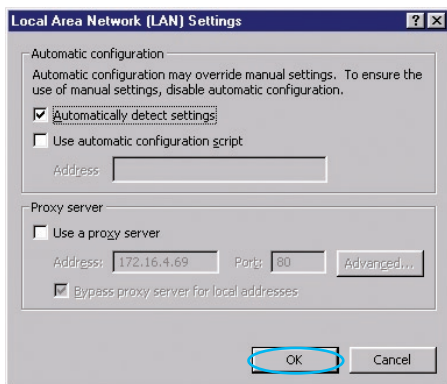 Local Area Network (LAN) Settings
Automatic configuration
Automatic configuration may override manual settings. To ensure the
use of manual settings, disable automatic configuration.
Automatically detect settings
Use automatic configuration script
Address
Proxy server
Use a proxy server
Address: 172.16.4.69 Port: 80 Advanced...
Bypass proxy server for local addresses
OK Cancel